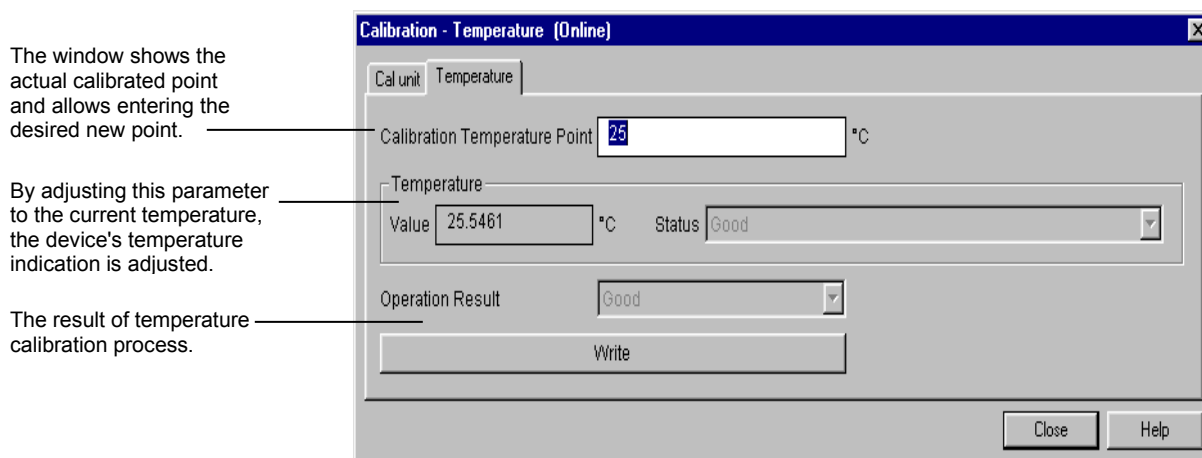 Calibration - Temperature (Online)
The window shows the
actual calibrated point
and allows entering the
desired new point.
Cal unit
Temperature
Calibration Temperature Point 25 °C
By adjusting this parameter
to the current temperature,
the device's temperature
indication is adjusted.
Temperature
Value 25.5461 °C Status Good
The result of temperature
calibration process.
Operation Result Good
Write
Close
Help